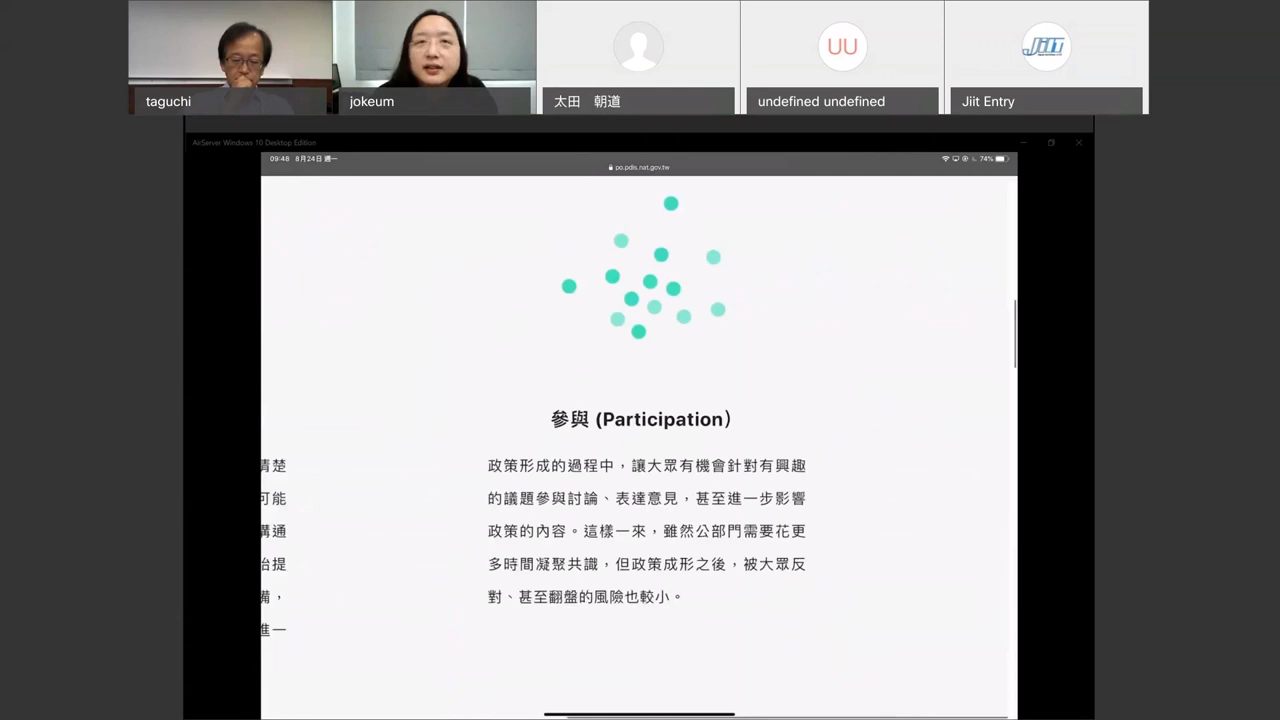 taguchi
jokeum
太田　朝道
UU
undefined undefined
JiIT
Jiit Entry
AirServer Windows 10 Desktop Edition
09:48 8月24日 週一
po.pdis.nat.gov.tw
74%
參與 (Participation)
政策形成的過程中，讓大眾有機會針對有興趣
的議題參與討論、表達意見，甚至進一步影響
政策的內容。這樣一來，雖然公部門需要花更
多時間凝聚共識，但政策成形之後，被大眾反
對、甚至翻盤的風險也較小。
清楚
可能
溝通
始提
備，
進一